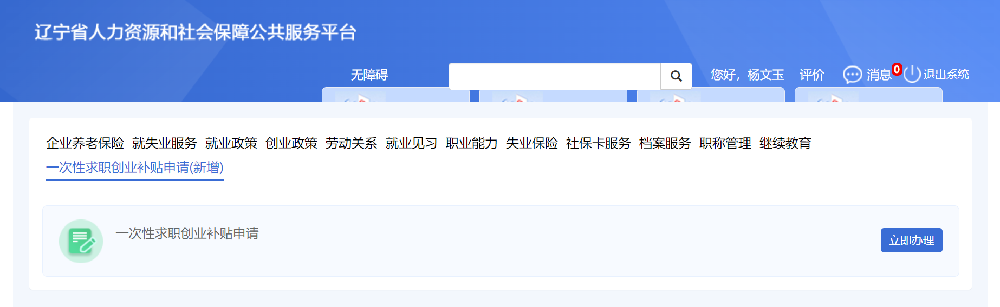 辽宁省人力资源和社会保障公共服务平台
无障碍 您好，杨文玉 评价 消息 0 退出系统
企业养老保险 就失业服务 就业政策 创业政策 劳动关系 就业见习 职业能力 失业保险 社保卡服务 档案服务 职称管理 继续教育
一次性求职创业补贴申请(新增)
一次性求职创业补贴申请
立即办理